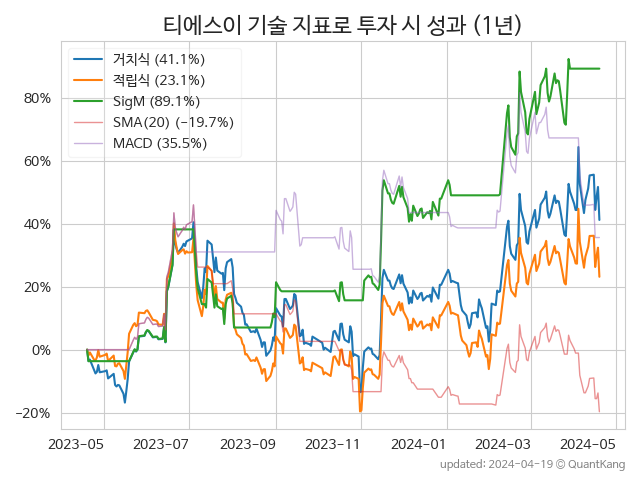 티에스이 기술 지표로 투자 시 성과 (1년)
거치식 (41.1%)
적립식 (23.1%)
SigM (89.1%)
SMA(20) (−19.7%)
MACD (35.5%)
80%
60%
40%
20%
0%
−20%
2023-05 2023-07 2023-09 2023-11 2024-01 2024-03 2024-05
updated: 2024-04-19 © QuantKang